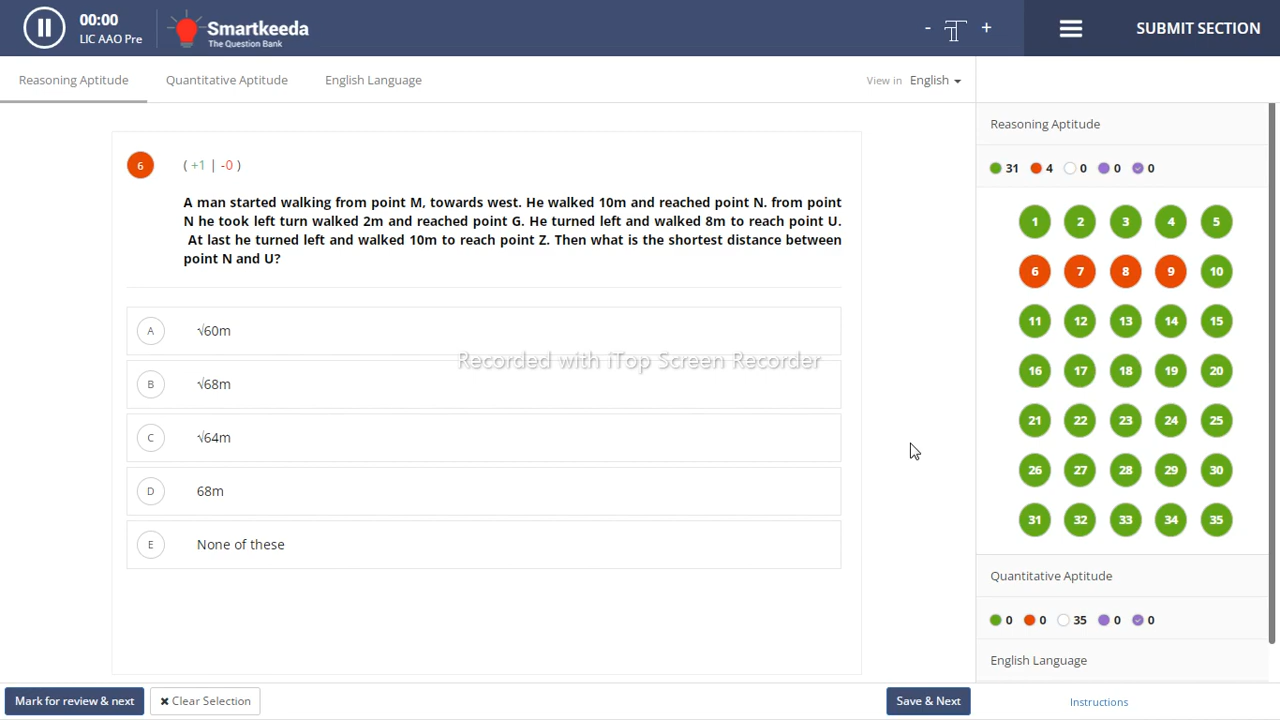 00:00
LIC AAO Pre
Smartkeeda
The Question Bank
- T +
SUBMIT SECTION
Reasoning Aptitude
Quantitative Aptitude
English Language
View in English
6
( +1 | -0 )
A man started walking from point M, towards west. He walked 10m and reached point N. from point
N he took left turn walked 2m and reached point G. He turned left and walked 8m to reach point U.
At last he turned left and walked 10m to reach point Z. Then what is the shortest distance between
point N and U?
A √60m
B √68m
C √64m
D 68m
E None of these
Recorded with iTop Screen Recorder
Mark for review & next
✖ Clear Selection
Save & Next
Reasoning Aptitude
31 4 0 0 0
1 2 3 4 5
6 7 8 9 10
11 12 13 14 15
16 17 18 19 20
21 22 23 24 25
26 27 28 29 30
31 32 33 34 35
Quantitative Aptitude
0 0 35 0 0
English Language
Instructions